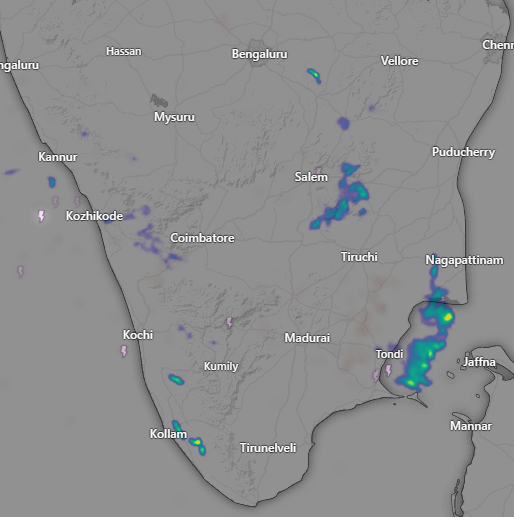 Hassan
Bengaluru
Chenn
ngaluru
Vellore
Mysuru
Kannur
Puducherry
Salem
Kozhikode
Coimbatore
Tiruchi
Nagapattinam
Kochi
Madurai
Tondi
Jaffna
Kumily
Mannar
Kollam
Tirunelveli